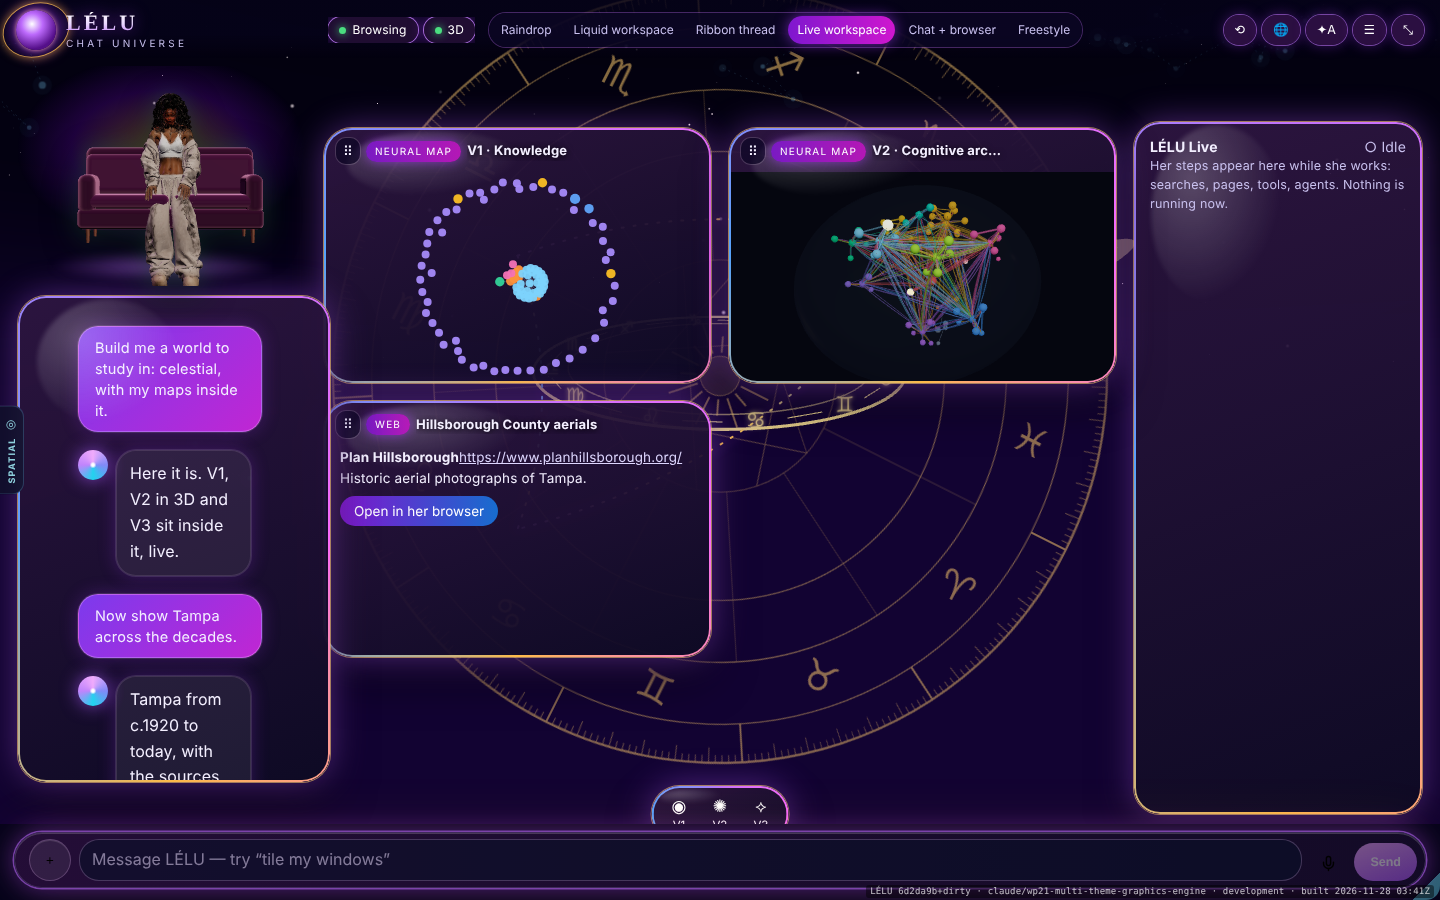 LÉLU
CHAT UNIVERSE
Browsing
3D
Raindrop
Liquid workspace
Ribbon thread
Live workspace
Chat + browser
Freestyle
A
NEURAL MAP V1 · Knowledge
NEURAL MAP V2 · Cognitive arc...
LÉLU Live
Idle
Her steps appear here while she works:
searches, pages, tools, agents. Nothing is
running now.
Build me a world to
study in: celestial,
with my maps inside
it.
Here it is. V1,
V2 in 3D and
V3 sit inside
it, live.
Now show Tampa
across the decades.
Tampa from
c.1920 to
today, with
the sources
SPATIAL
WEB Hillsborough County aerials
Plan Hillsboroughhttps://www.planhillsborough.org/
Historic aerial photographs of Tampa.
Open in her browser
V1 V2 V3
Message LÉLU — try “tile my windows”
Send
LÉLU 6d2da9b+dirty · claude/wp21-multi-theme-graphics-engine · development · built 2026-11-28 03:41Z